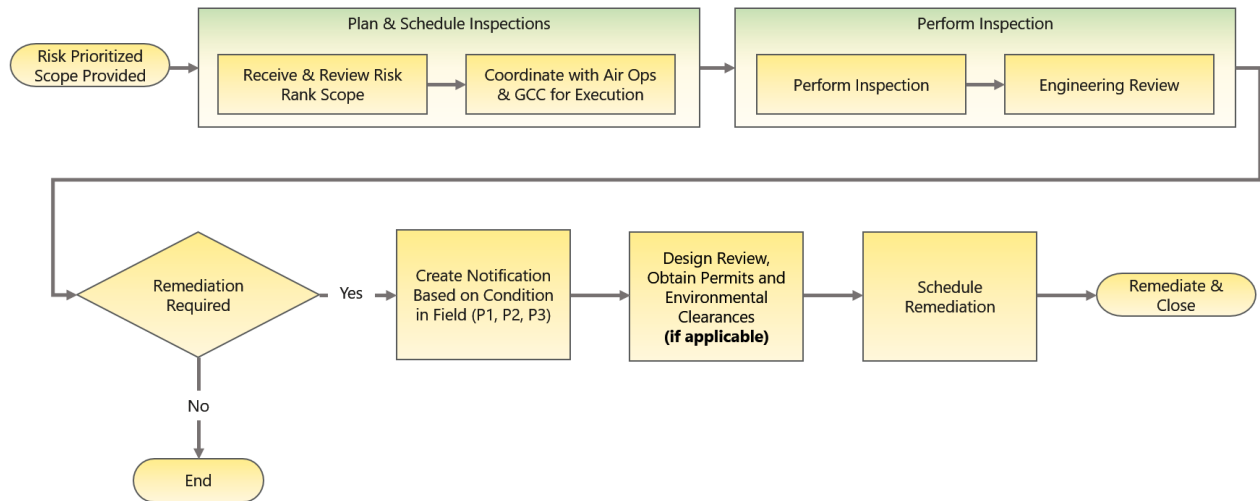 Plan & Schedule Inspections
Perform Inspection
Risk Prioritized
Scope Provided
Receive & Review Risk
Rank Scope
Coordinate with Air Ops
& GCC for Execution
Perform Inspection
Engineering Review
Remediation
Required
Yes
Create Notification
Based on Condition
in Field (P1, P2, P3)
Design Review,
Obtain Permits and
Environmental
Clearances
(if applicable)
Schedule
Remediation
Remediate &
Close
No
End